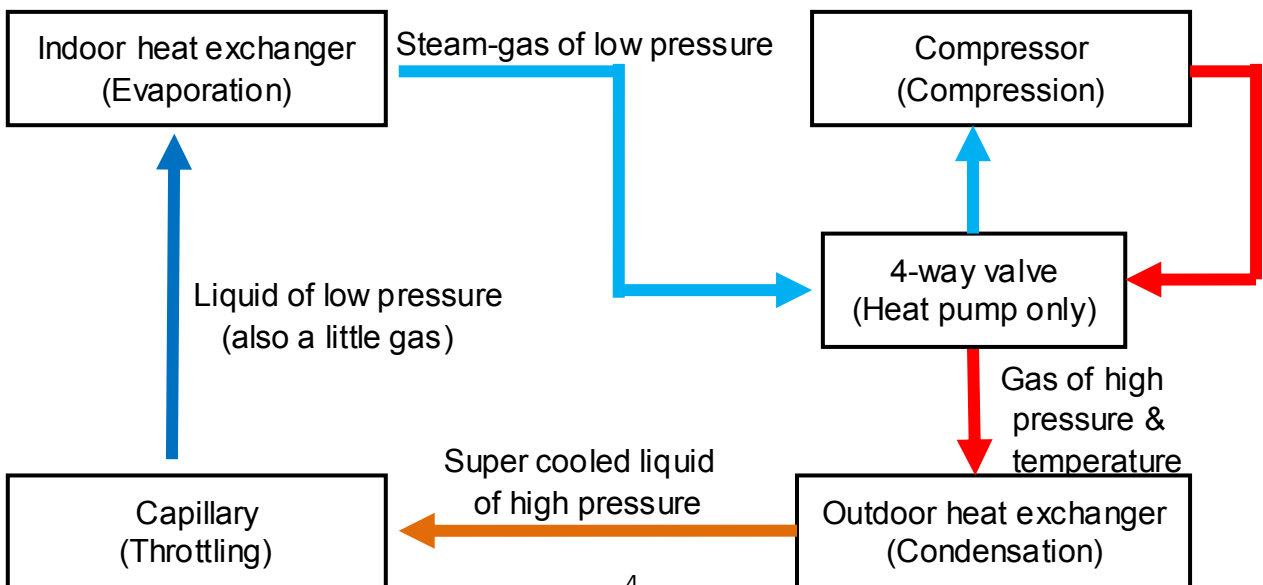 Indoor heat exchanger
(Evaporation)
Steam-gas of low pressure
Compressor
(Compression)
4-way valve
(Heat pump only)
Liquid of low pressure
(also a little gas)
Gas of high
pressure &
temperature
Super cooled liquid
of high pressure
Capillary
(Throttling)
Outdoor heat exchanger
(Condensation)
4